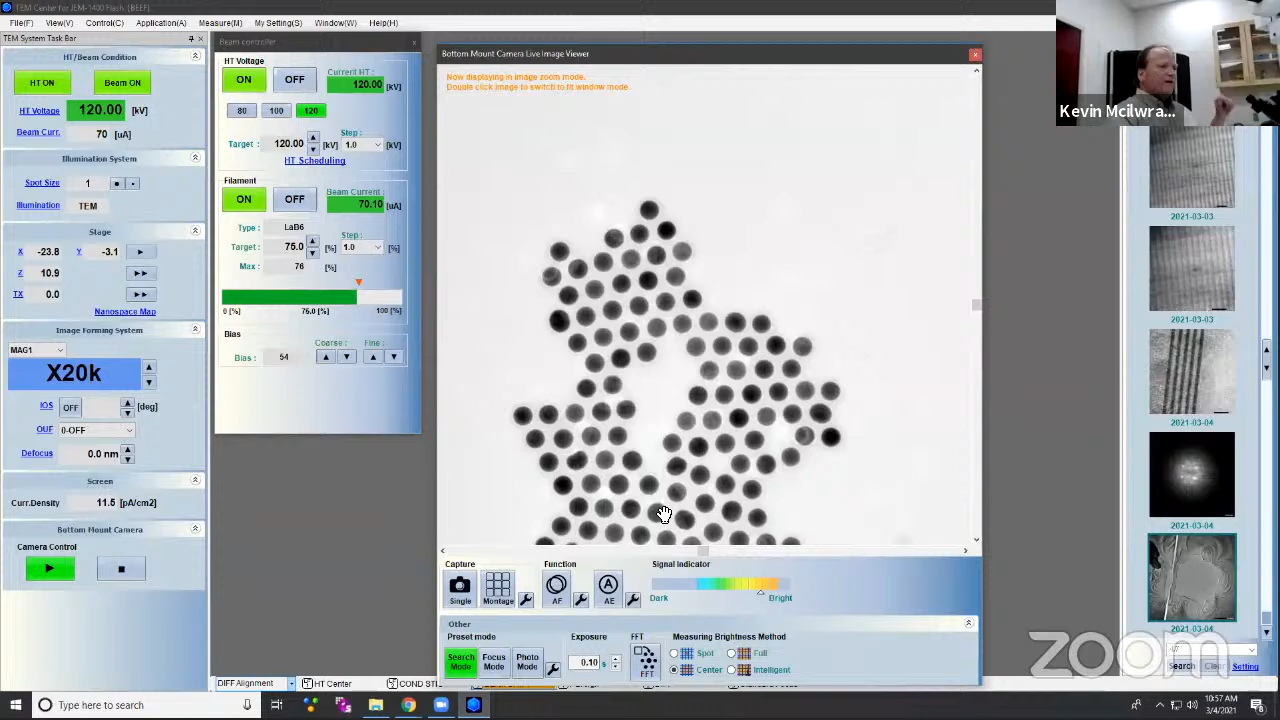 TEM Center for JEM-1400 Flash: (BEEF)
File(F) View(V) Operation(O) Measurement(C) My Setting(G) Window(W) Help(H)
TEM System Task Bar
HT/Beam Condition
HT ON
Beam ON
HT Voltage
120.00
[kV]
Beam Curr.
70
[uA]
Illumination System
Spot Size
1
Illumination
TEM
Stage
X
-23.8
Y
-3.1
Z
10.9
TX
0.0
Nanospace Map
Image Forming System
MAG1
X20k
IOS
OFF
[deg]
OUF
0-OFF
Defocus
0.0 nm
Screen
Curr.Density
11.5
[pA/cm2]
Bottom Mount Camera
Camera Control
Beam controller
x
HT Voltage
ON
OFF
Current HT:
120.00
[kV]
80
100
120
Target :
120.00
[kV]
Step :
1.0
[kV]
HT Scheduling
Filament
ON
OFF
Beam Current :
70.10
[uA]
Type :
LaB6
Target :
75.0
[%]
Step:
1.0
[%]
Max :
76
[%]
0 [%]
75.0 [%]
100 [%]
Bias
Coarse:
Fine :
Bias:
54
Bottom Mount Camera Live Image Viewer
x
Now displaying in image zoom mode.
Double click image to switch to fit window mode.
Capture
Function
Signal Indicator
Single
Montage
AF
A
AE
Dark
Bright
Other
Preset mode
Exposure
FFT
Measuring Brightness Method
Search
Mode
Focus
Mode
Photo
Mode
0.10
s
FFT
Spot
Full
Center
Intelligent
DIFF Alignment
HT Center
Kevin Mcilwra...
2021-03-03
2021-03-03
2021-03-04
2021-03-04
2021-03-04
Search
Clear
Setting
zoom
Type here to search
10:57 AM
3/4/2021